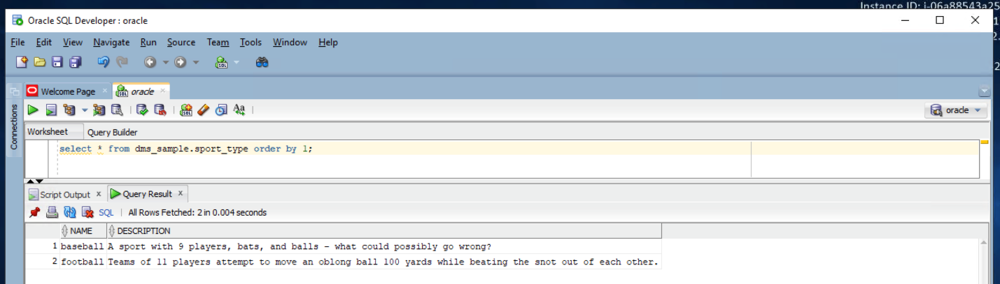 Instance ID: i-06a88543a25
Oracle SQL Developer : oracle
File Edit View Navigate Run Source Team Tools Window Help
Welcome Page oracle
Connections
oracle
Worksheet Query Builder
select * from dms_sample.sport_type order by 1;
Script Output x Query Result x
SQL | All Rows Fetched: 2 in 0.004 seconds
NAME DESCRIPTION
1 baseball A sport with 9 players, bats, and balls - what could possibly go wrong?
2 football Teams of 11 players attempt to move an oblong ball 100 yards while beating the snot out of each other.